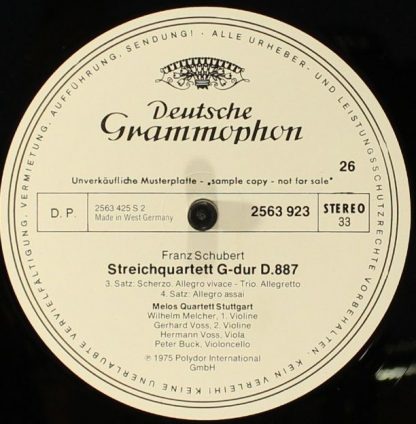 KEIN VERLEIH! KEINE UNERLAUBTE VERVIELFÄLTIGUNG, VERMIETUNG, AUFFÜHRUNG, SENDUNG! · ALLE URHEBER- UND LEISTUNGSSCHUTZRECHTE VORBEHALTEN·
Deutsche
Grammophon
26
Unverkäufliche Musterplatte - „sample copy - not for sale"
D. P.
2563 425 S 2
Made in West Germany
2563 923
STEREO
33
Franz Schubert
Streichquartett G-dur D.887
3. Satz: Scherzo. Allegro vivace - Trio. Allegretto
4. Satz: Allegro assai
Melos Quartett Stuttgart
Wilhelm Melcher, 1. Violine
Gerhard Voss, 2. Violine
Hermann Voss, Viola
Peter Buck, Violoncello
℗ 1975 Polydor International
GmbH